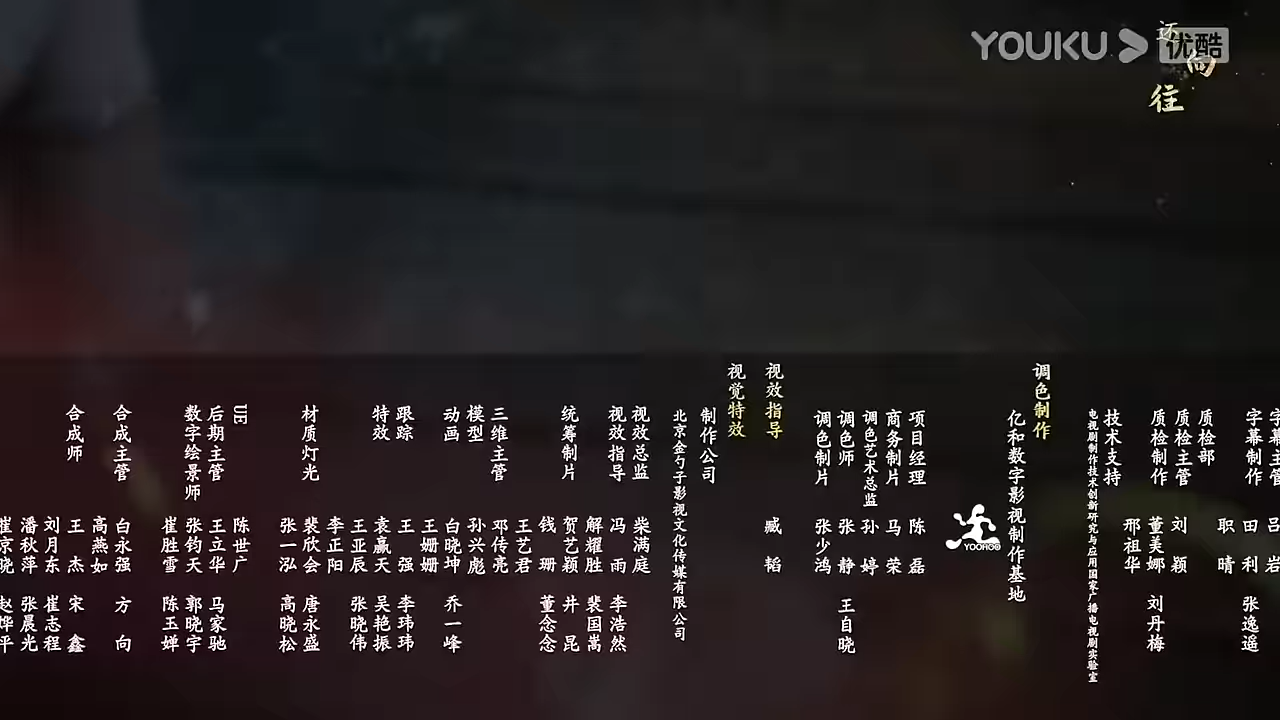 YOUKU 优酷
还
向
往
字幕制作 田利 张逸遥
职晴
质检部
质检主管 刘颖
质检制作 董美娜 刘丹梅
邢祖华
技术支持
电视剧制作技术创新研究与应用国家广播电视剧实验室
调色制作
亿和数字影视制作基地
YOOHOO
项目经理 陈磊
商务制片 马荣
调色艺术总监 孙婷
调色师 张静 王自晓
调色制片 张少鸿
视效指导 臧韬
视觉特效
制作公司
北京金勺子影视文化传媒有限公司
视效总监 柴满庭
视效指导 冯雨 李浩然
解耀胜 裴国嵩
统筹制片 贺艺颖 井昆
钱珊 董念念
王艺君
三维主管 邓传亮
模型 孙兴彪
动画 白晓坤 乔一峰
王姗姗
跟踪 王强 李玮玮
特效 袁赢天 吴艳振
王亚辰 张晓伟
李正阳
材质灯光 裴欣会 唐永盛
张一泓 高晓松
UE 陈世广
后期主管 王立华 马家驰
数字绘景师 张钧天 郭晓宇
崔胜雪 陈玉婵
合成主管 白永强 方向
高燕如
合成师 王杰 宋鑫
刘月东 崔志程
潘秋萍 张晨光
崔京晓 赵烨平